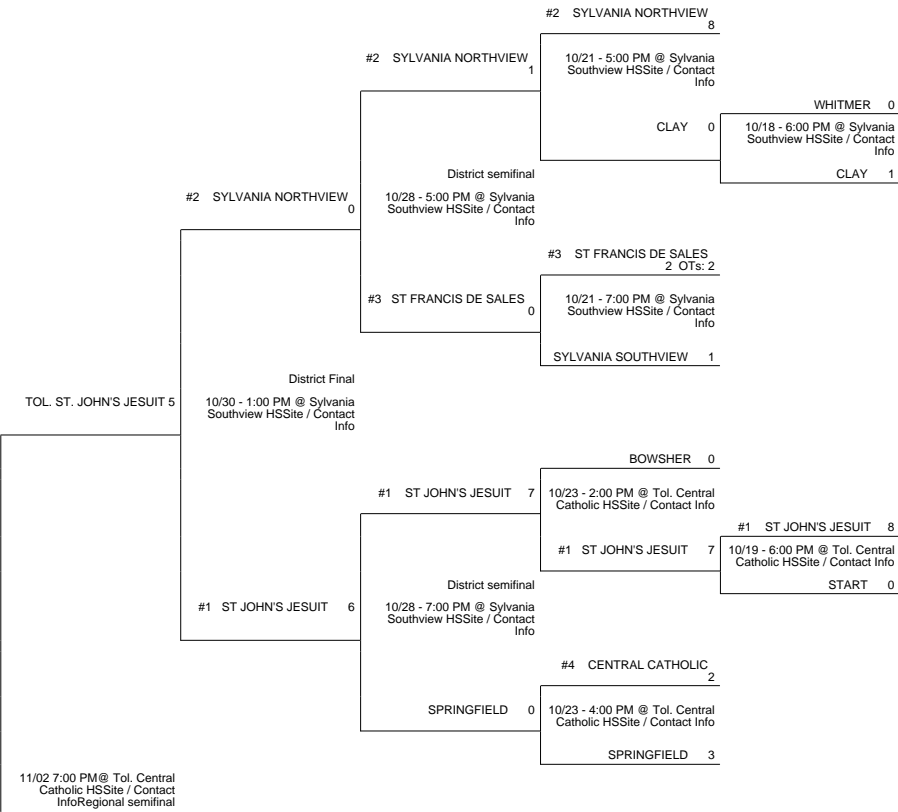 #2 SYLVANIA NORTHVIEW
8
#2 SYLVANIA NORTHVIEW
1
10/21 - 5:00 PM @ Sylvania
Southview HSSite / Contact
Info
WHITMER 0
CLAY 0
10/18 - 6:00 PM @ Sylvania
Southview HSSite / Contact
Info
CLAY 1
District semifinal
#2 SYLVANIA NORTHVIEW
0
10/28 - 5:00 PM @ Sylvania
Southview HSSite / Contact
Info
#3 ST FRANCIS DE SALES
2 OTs: 2
#3 ST FRANCIS DE SALES
0
10/21 - 7:00 PM @ Sylvania
Southview HSSite / Contact
Info
SYLVANIA SOUTHVIEW 1
District Final
TOL. ST. JOHN'S JESUIT 5
10/30 - 1:00 PM @ Sylvania
Southview HSSite / Contact
Info
BOWSHER 0
#1 ST JOHN'S JESUIT 7
10/23 - 2:00 PM @ Tol. Central
Catholic HSSite / Contact Info
#1 ST JOHN'S JESUIT 8
#1 ST JOHN'S JESUIT 7
10/19 - 6:00 PM @ Tol. Central
Catholic HSSite / Contact Info
START 0
District semifinal
#1 ST JOHN'S JESUIT 6
10/28 - 7:00 PM @ Sylvania
Southview HSSite / Contact
Info
#4 CENTRAL CATHOLIC
2
SPRINGFIELD 0
10/23 - 4:00 PM @ Tol. Central
Catholic HSSite / Contact Info
SPRINGFIELD 3
11/02 7:00 PM@ Tol. Central
Catholic HSSite / Contact
InfoRegional semifinal